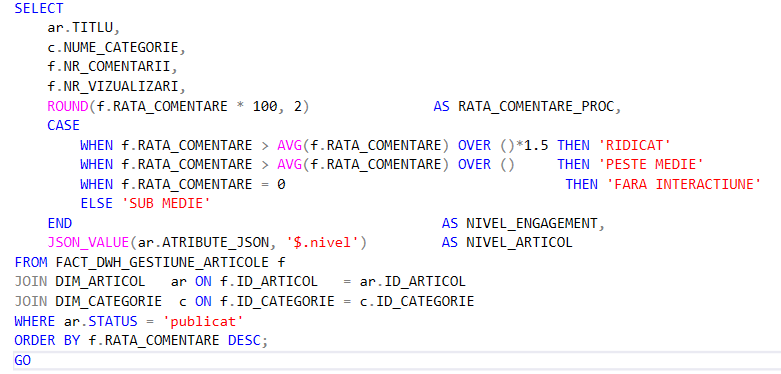 SELECT
    ar.TITLU,
    c.NUME_CATEGORIE,
    f.NR_COMENTARII,
    f.NR_VIZUALIZARI,
    ROUND(f.RATA_COMENTARE * 100, 2)               AS RATA_COMENTARE_PROC,
    CASE
        WHEN f.RATA_COMENTARE > AVG(f.RATA_COMENTARE) OVER ()*1.5 THEN 'RIDICAT'
        WHEN f.RATA_COMENTARE > AVG(f.RATA_COMENTARE) OVER ()     THEN 'PESTE MEDIE'
        WHEN f.RATA_COMENTARE = 0                                  THEN 'FARA INTERACTIUNE'
        ELSE 'SUB MEDIE'
    END                                             AS NIVEL_ENGAGEMENT,
    JSON_VALUE(ar.ATRIBUTE_JSON, '$.nivel')         AS NIVEL_ARTICOL
FROM FACT_DWH_GESTIUNE_ARTICOLE f
JOIN DIM_ARTICOL   ar ON f.ID_ARTICOL   = ar.ID_ARTICOL
JOIN DIM_CATEGORIE  c ON f.ID_CATEGORIE = c.ID_CATEGORIE
WHERE ar.STATUS = 'publicat'
ORDER BY f.RATA_COMENTARE DESC;
GO